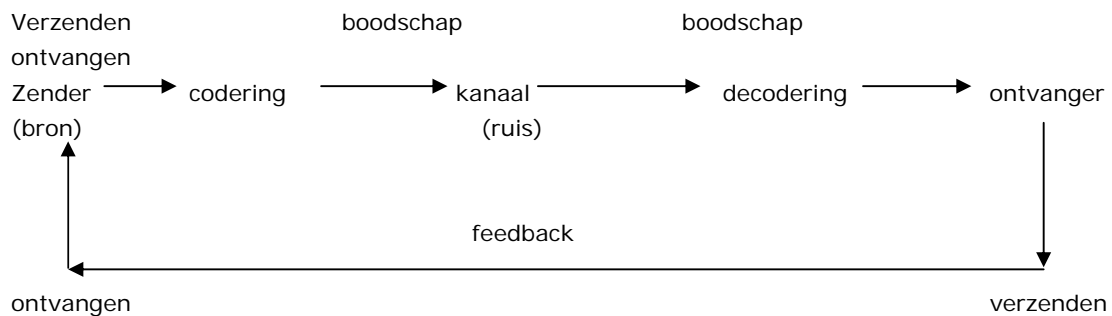 Verzenden boodschap boodschap
ontvangen
Zender codering kanaal decodering ontvanger
(bron) (ruis)
feedback
ontvangen verzenden